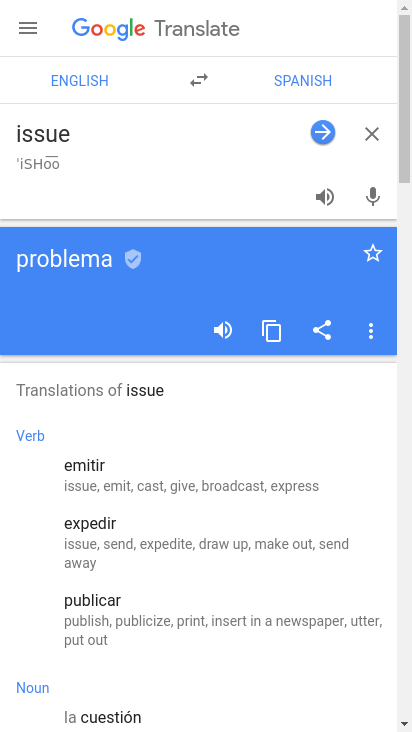 Google Translate
ENGLISH SPANISH
issue
ˈiSHo͞o
problema
Translations of issue
Verb
emitir
issue, emit, cast, give, broadcast, express
expedir
issue, send, expedite, draw up, make out, send
away
publicar
publish, publicize, print, insert in a newspaper, utter,
put out
Noun
la cuestión